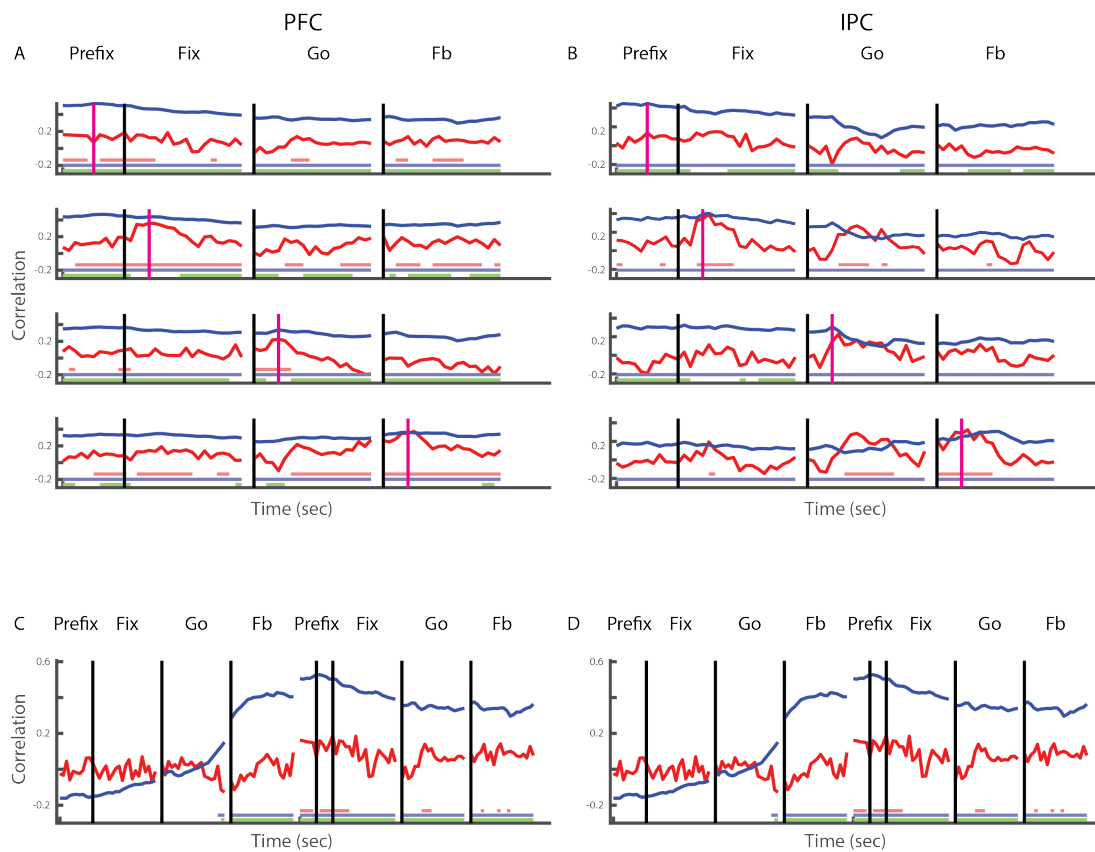 PFC
IPC
A Prefix Fix Go Fb
B Prefix Fix Go Fb
Correlation
0.2
-0.2
0.2
-0.2
0.2
-0.2
0.2
-0.2
Time (sec)
0.2
-0.2
0.2
-0.2
0.2
-0.2
0.2
-0.2
Time (sec)
C Prefix Fix Go Fb Prefix Fix Go Fb
D Prefix Fix Go Fb Prefix Fix Go Fb
Correlation
0.6
0.2
-0.2
Time (sec)
0.6
0.2
-0.2
Time (sec)